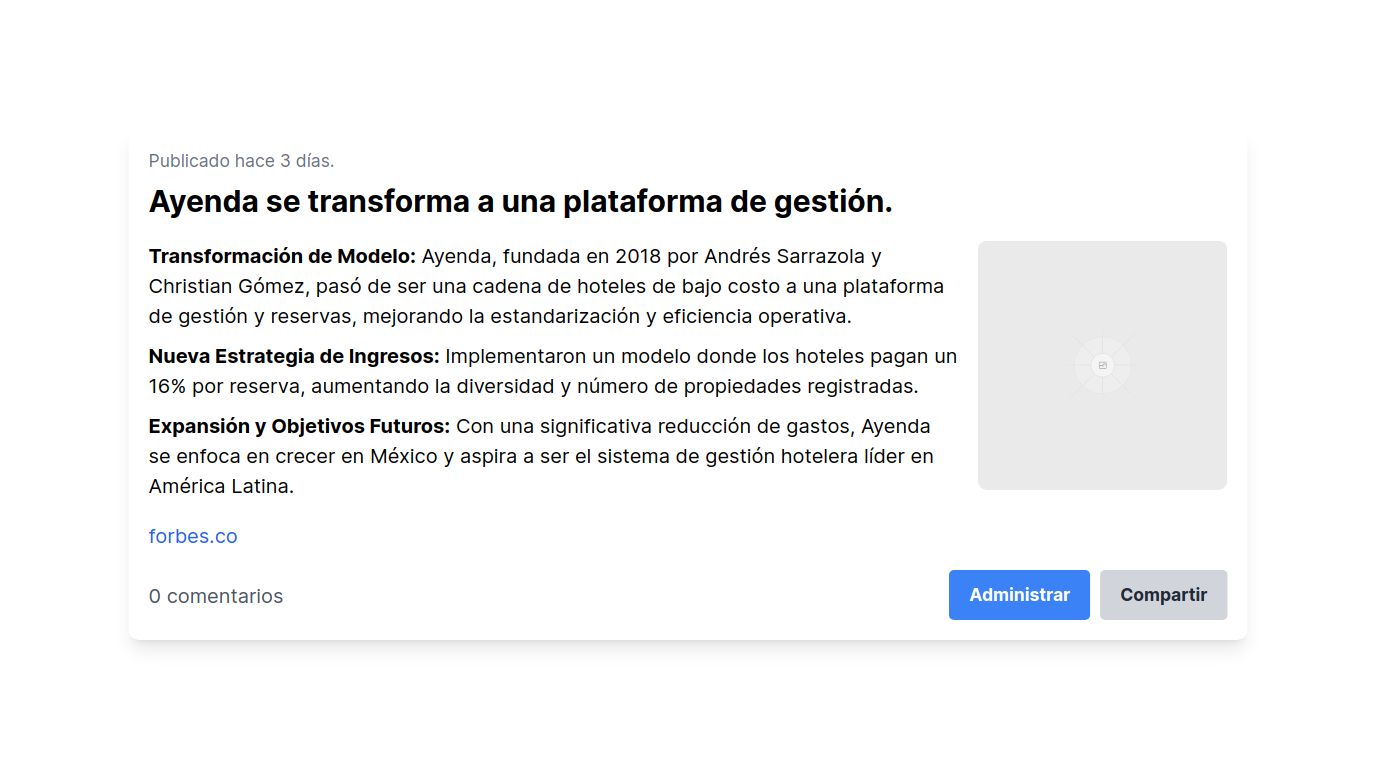 Publicado hace 3 días.
Ayenda se transforma a una plataforma de gestión.
Transformación de Modelo: Ayenda, fundada en 2018 por Andrés Sarrazola y
Christian Gómez, pasó de ser una cadena de hoteles de bajo costo a una plataforma
de gestión y reservas, mejorando la estandarización y eficiencia operativa.
Nueva Estrategia de Ingresos: Implementaron un modelo donde los hoteles pagan un
16% por reserva, aumentando la diversidad y número de propiedades registradas.
Expansión y Objetivos Futuros: Con una significativa reducción de gastos, Ayenda
se enfoca en crecer en México y aspira a ser el sistema de gestión hotelera líder en
América Latina.
forbes.co
0 comentarios
Administrar
Compartir